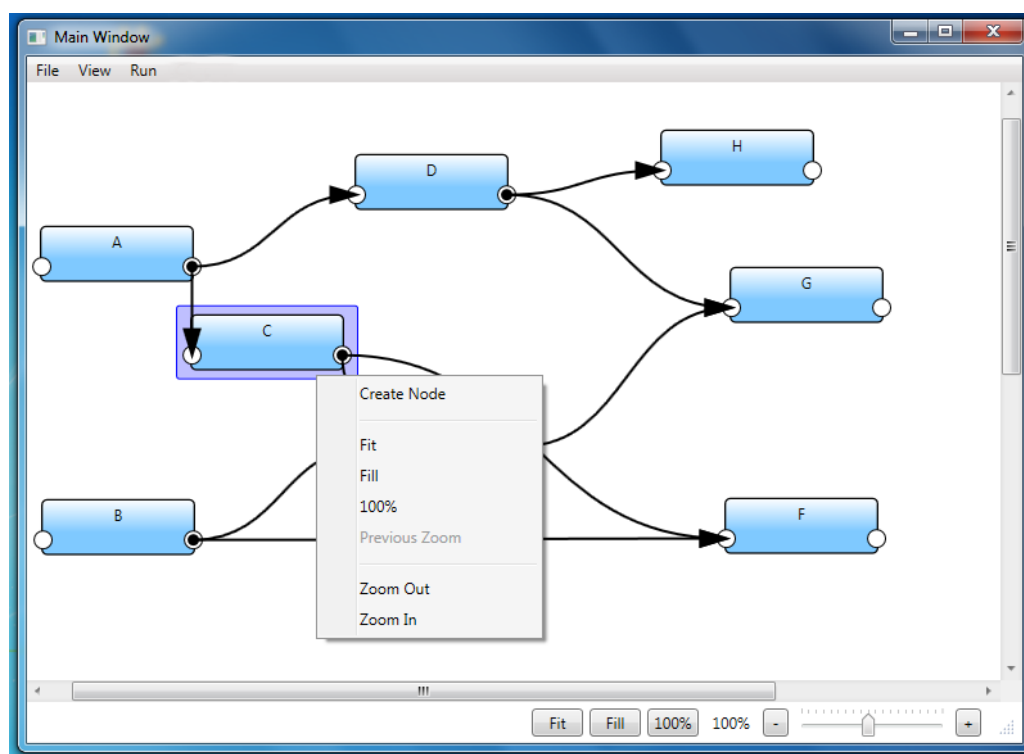 Main Window
File View Run
H
D
A
G
C
Create Node
Fit
Fill
100%
Previous Zoom
Zoom Out
Zoom In
B
F
Fit Fill 100% 100% - +